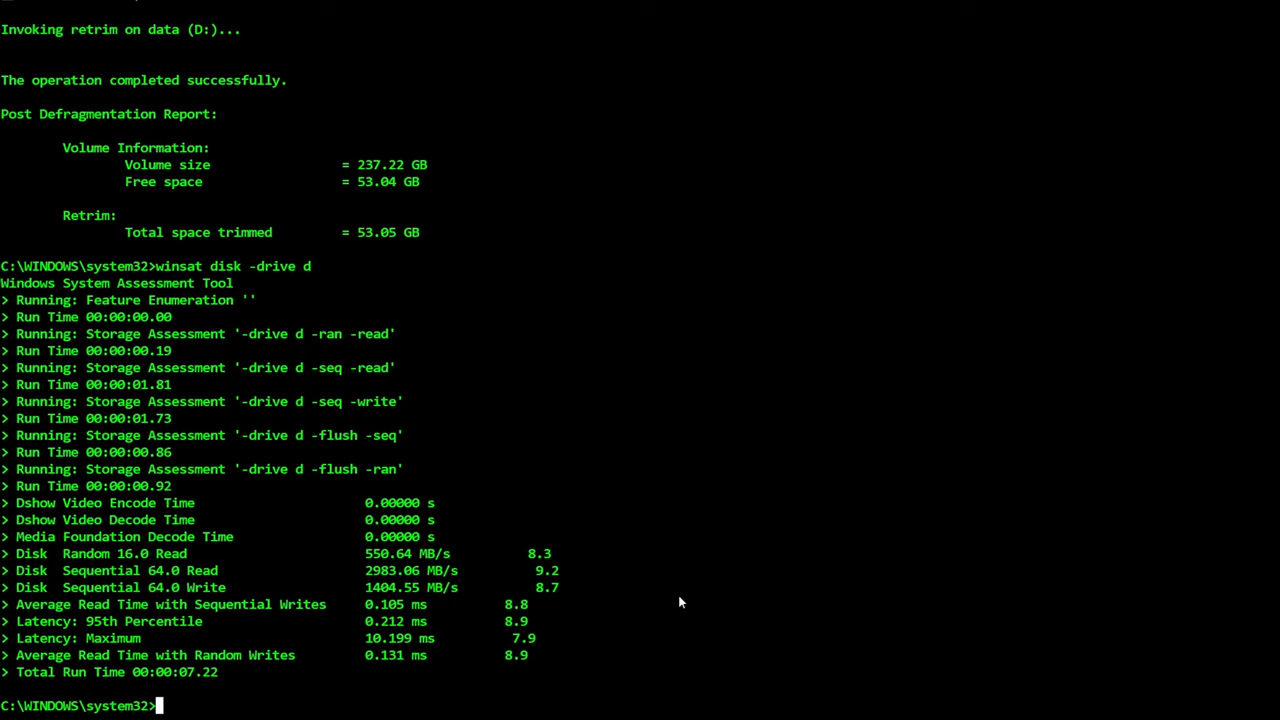 Invoking retrim on data (D:)...
The operation completed successfully.
Post Defragmentation Report:
Volume Information:
Volume size = 237.22 GB
Free space = 53.04 GB
Retrim:
Total space trimmed = 53.05 GB
C:\WINDOWS\system32>winsat disk -drive d
Windows System Assessment Tool
> Running: Feature Enumeration ''
> Run Time 00:00:00.00
> Running: Storage Assessment '-drive d -ran -read'
> Run Time 00:00:00.19
> Running: Storage Assessment '-drive d -seq -read'
> Run Time 00:00:01.81
> Running: Storage Assessment '-drive d -seq -write'
> Run Time 00:00:01.73
> Running: Storage Assessment '-drive d -flush -seq'
> Run Time 00:00:00.86
> Running: Storage Assessment '-drive d -flush -ran'
> Run Time 00:00:00.92
> Dshow Video Encode Time 0.00000 s
> Dshow Video Decode Time 0.00000 s
> Media Foundation Decode Time 0.00000 s
> Disk Random 16.0 Read 550.64 MB/s 8.3
> Disk Sequential 64.0 Read 2983.06 MB/s 9.2
> Disk Sequential 64.0 Write 1404.55 MB/s 8.7
> Average Read Time with Sequential Writes 0.105 ms 8.8
> Latency: 95th Percentile 0.212 ms 8.9
> Latency: Maximum 10.199 ms 7.9
> Average Read Time with Random Writes 0.131 ms 8.9
> Total Run Time 00:00:07.22
C:\WINDOWS\system32>